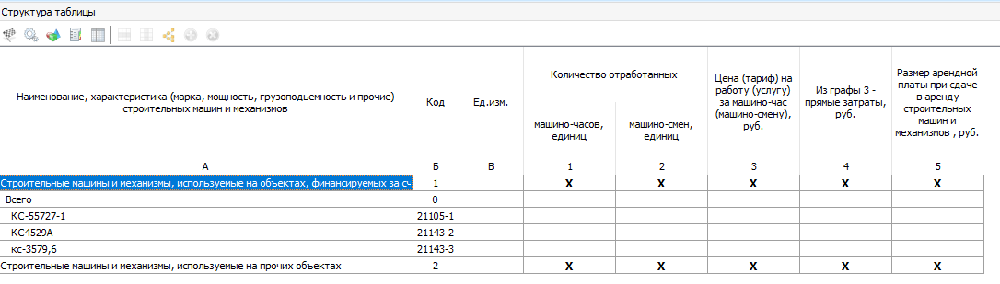 Структура таблицы
Наименование, характеристика (марка, мощность, грузоподъемность и прочие)
строительных машин и механизмов
Код
Ед.изм.
Количество отработанных
машино-часов,
единиц
машино-смен,
единиц
Цена (тариф) на
работу (услугу)
за машино-час
(машино-смену),
руб.
Из графы 3 -
прямые затраты,
руб.
Размер арендной
платы при сдаче
в аренду
строительных
машин и
механизмов , руб.
А Б В 1 2 3 4 5
Строительные машины и механизмы, используемые на объектах, финансируемых за сч 1 X X X X X
Всего 0
КС-55727-1 21105-1
КС4529А 21143-2
кс-3579,6 21143-3
Строительные машины и механизмы, используемые на прочих объектах 2 X X X X X